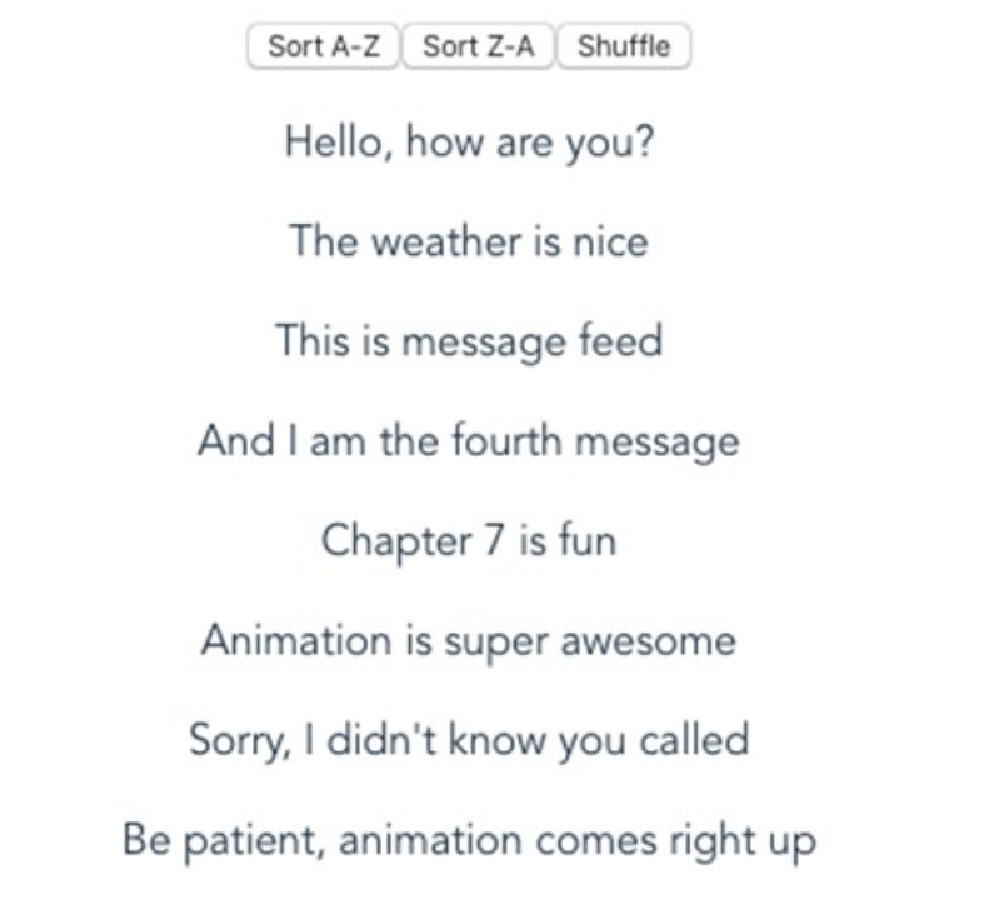 Sort A-Z Sort Z-A Shuffle
Hello, how are you?
The weather is nice
This is message feed
And I am the fourth message
Chapter 7 is fun
Animation is super awesome
Sorry, I didn't know you called
Be patient, animation comes right up